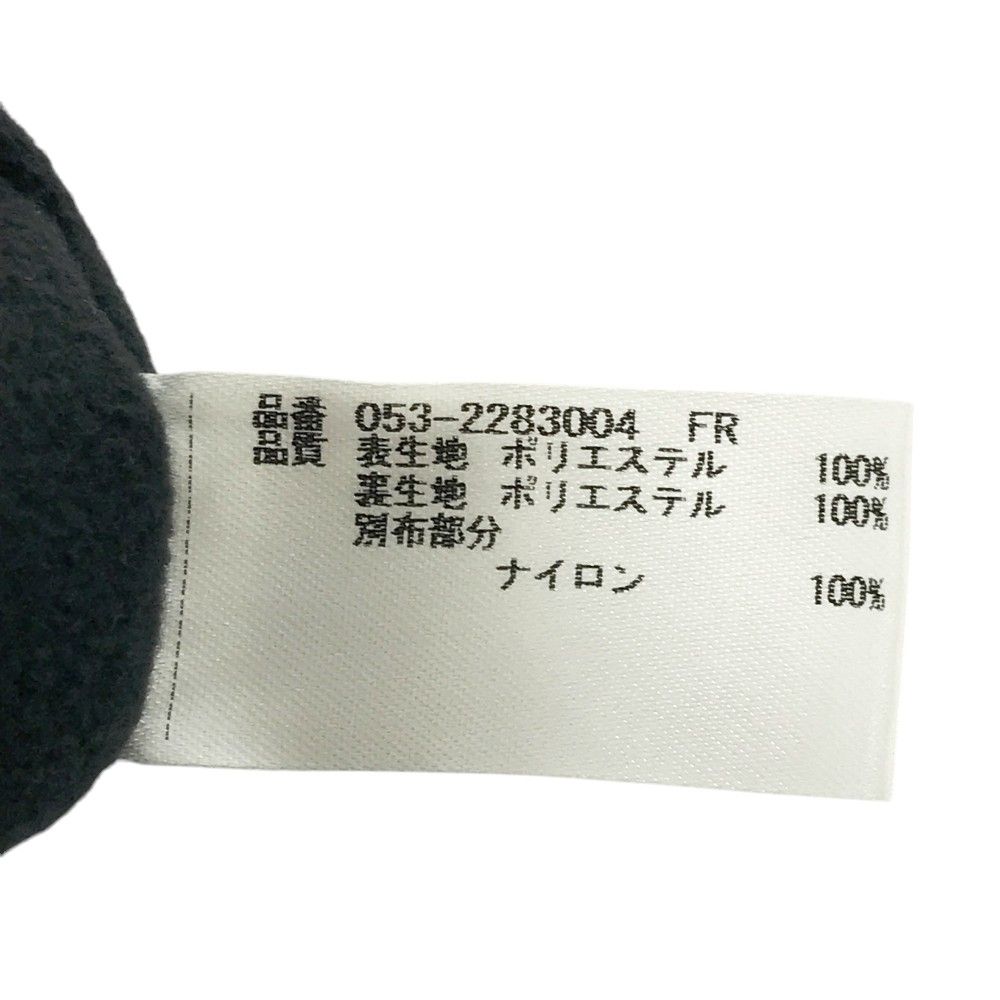 品番 053-2283004 FR
品質 表生地 ポリエステル 100%
裏生地 ポリエステル 100%
別布部分
ナイロン 100%